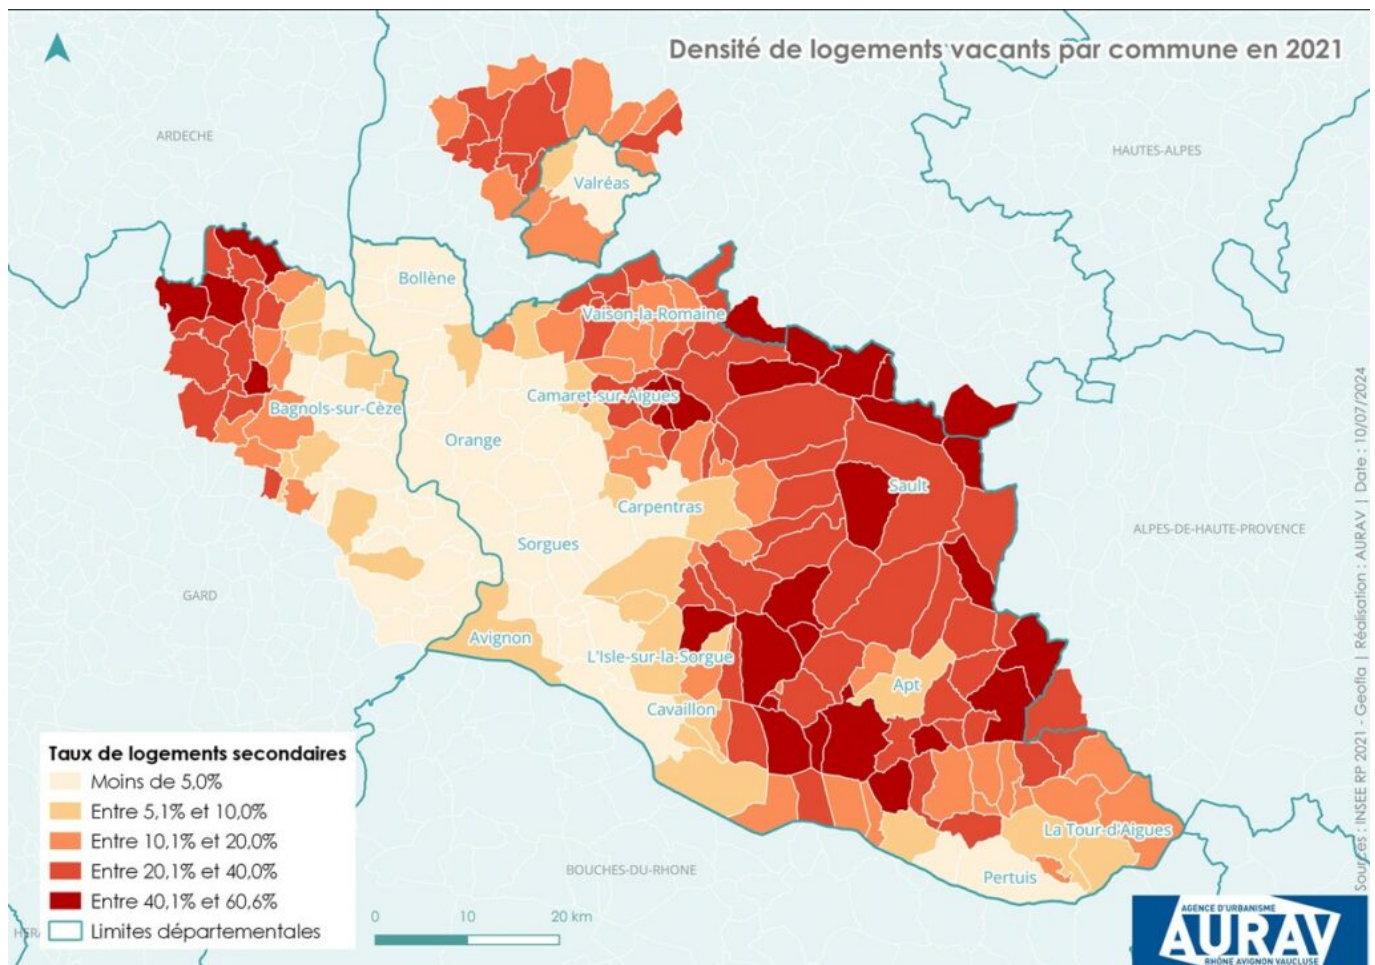 Densité de logements vacants par commune en 2021
ARDECHE
HAUTES-ALPES
Valréas
Bollène
Vaison-la-Romaine
Camaret-sur-Aigues
Bagnols-sur-Cèze
Orange
Sault
Carpentras
ALPES-DE-HAUTE-PROVENCE
Sorgues
GARD
Avignon
L'Isle-sur-la-Sorgue
Apt
Cavaillon
La Tour-d'Aigues
BOUCHES-DU-RHONE
Pertuis
Taux de logements secondaires
Moins de 5,0%
Entre 5,1% et 10,0%
Entre 10,1% et 20,0%
Entre 20,1% et 40,0%
Entre 40,1% et 60,6%
Limites départementales
HER
0 10 20 km
Sources : INSEE RP 2021 - Geofla | Réalisation : AURAV | Date : 10/07/2024
AGENCE D'URBANISME
AURAV
RHÔNE AVIGNON VAUCLUSE